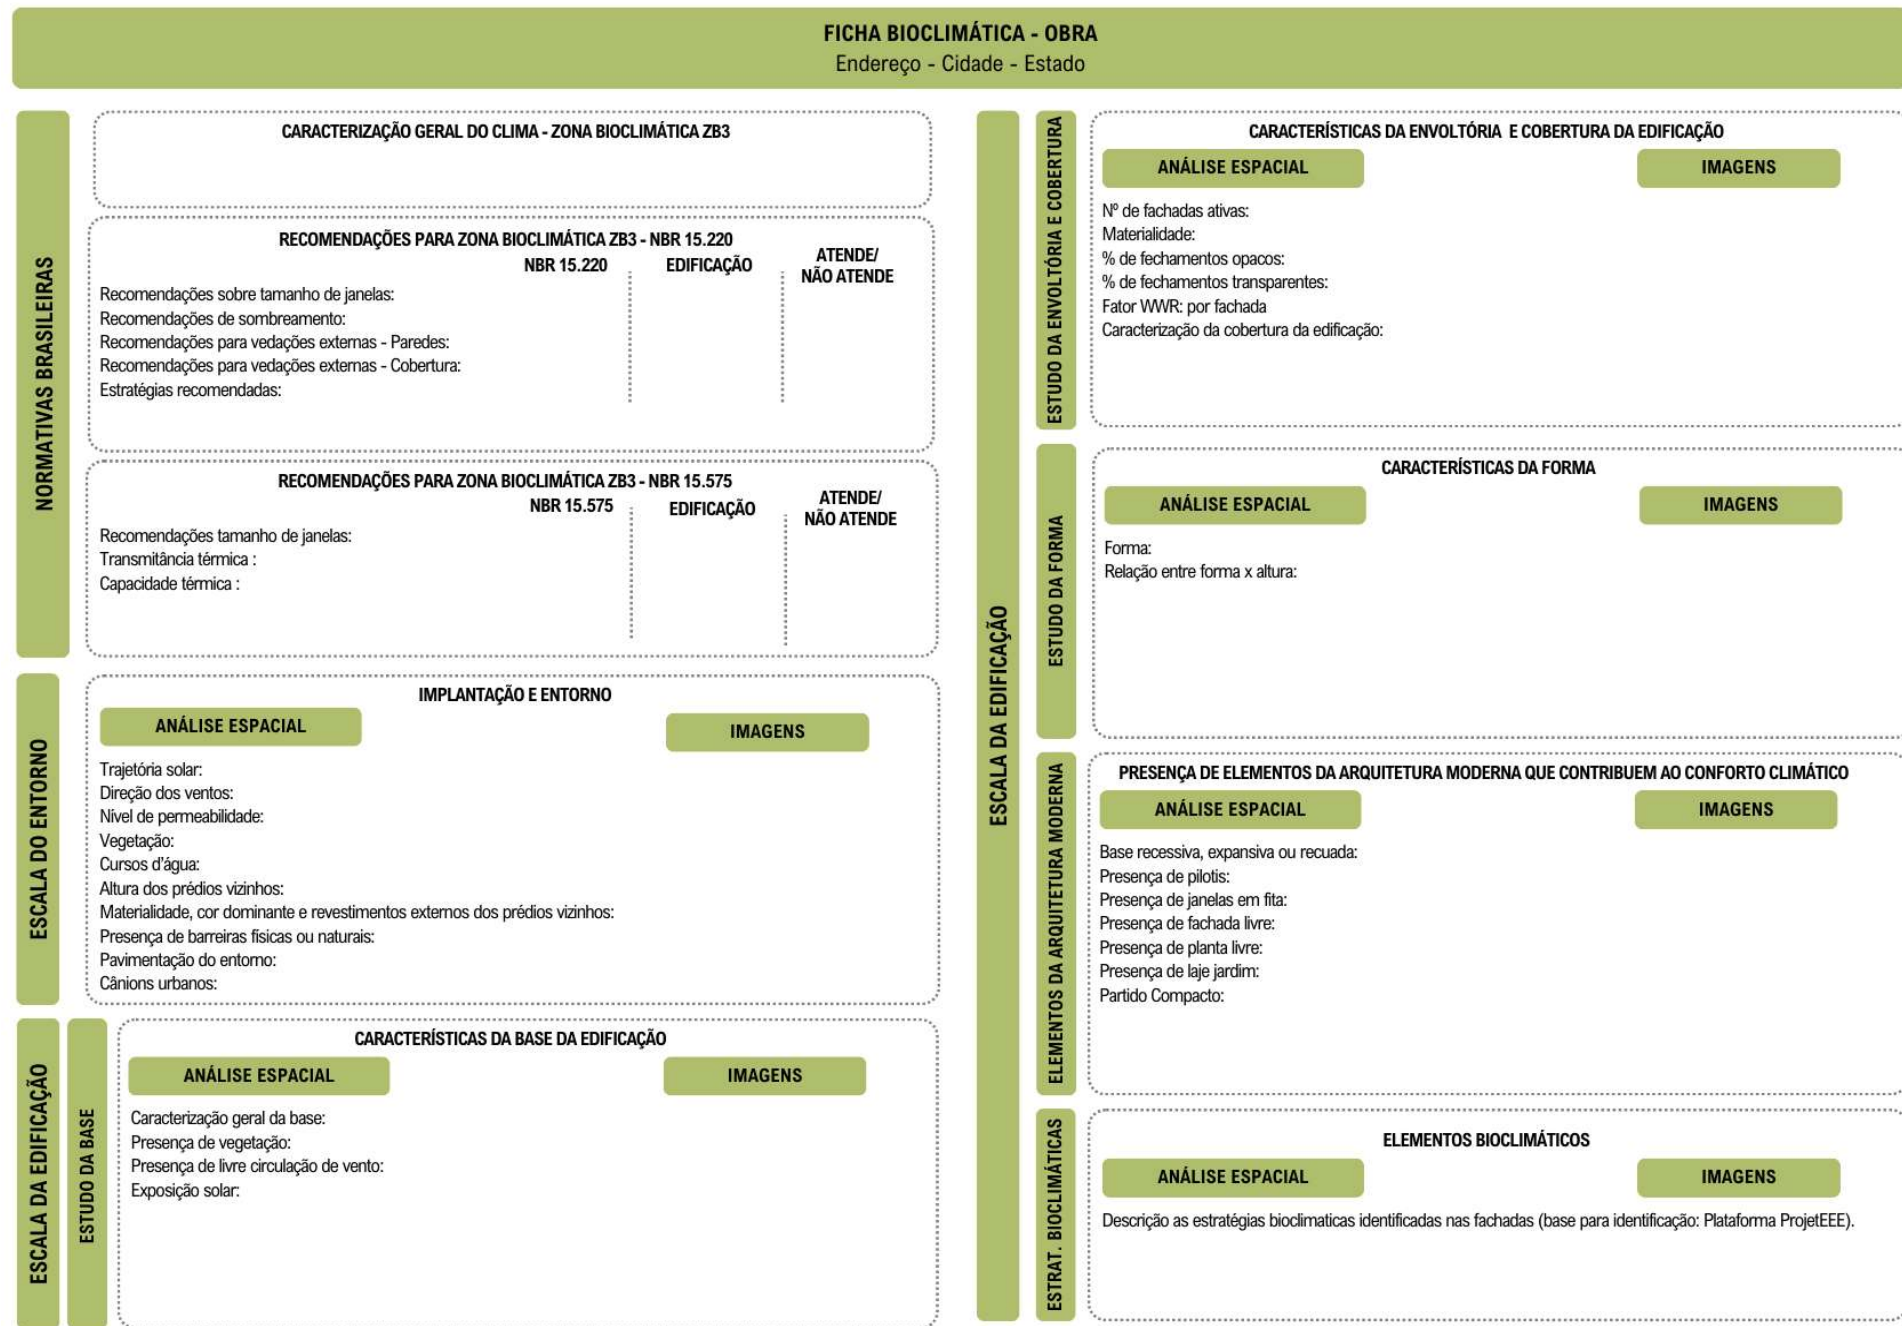 FICHA BIOCLIMÁTICA - OBRA
Endereço - Cidade - Estado
NORMATIVAS BRASILEIRAS
CARACTERIZAÇÃO GERAL DO CLIMA - ZONA BIOCLIMÁTICA ZB3
RECOMENDAÇÕES PARA ZONA BIOCLIMÁTICA ZB3 - NBR 15.220
NBR 15.220
EDIFICAÇÃO
ATENDE/
NÃO ATENDE
Recomendações sobre tamanho de janelas:
Recomendações de sombreamento:
Recomendações para vedações externas - Paredes:
Recomendações para vedações externas - Cobertura:
Estratégias recomendadas:
RECOMENDAÇÕES PARA ZONA BIOCLIMÁTICA ZB3 - NBR 15.575
NBR 15.575
EDIFICAÇÃO
ATENDE/
NÃO ATENDE
Recomendações tamanho de janelas:
Transmitância térmica :
Capacidade térmica :
ESCALA DO ENTORNO
IMPLANTAÇÃO E ENTORNO
ANÁLISE ESPACIAL
IMAGENS
Trajetória solar:
Direção dos ventos:
Nível de permeabilidade:
Vegetação:
Cursos d'água:
Altura dos prédios vizinhos:
Materialidade, cor dominante e revestimentos externos dos prédios vizinhos:
Presença de barreiras físicas ou naturais:
Pavimentação do entorno:
Cânions urbanos:
ESCALA DA EDIFICAÇÃO
ESTUDO DA BASE
CARACTERÍSTICAS DA BASE DA EDIFICAÇÃO
ANÁLISE ESPACIAL
IMAGENS
Caracterização geral da base:
Presença de vegetação:
Presença de livre circulação de vento:
Exposição solar:
ESCALA DA EDIFICAÇÃO
ESTUDO DA ENVOLTÓRIA E COBERTURA
CARACTERÍSTICAS DA ENVOLTÓRIA E COBERTURA DA EDIFICAÇÃO
ANÁLISE ESPACIAL
IMAGENS
Nº de fachadas ativas:
Materialidade:
% de fechamentos opacos:
% de fechamentos transparentes:
Fator WWR: por fachada
Caracterização da cobertura da edificação:
ESTUDO DA FORMA
CARACTERÍSTICAS DA FORMA
ANÁLISE ESPACIAL
IMAGENS
Forma:
Relação entre forma x altura:
ELEMENTOS DA ARQUITETURA MODERNA
PRESENÇA DE ELEMENTOS DA ARQUITETURA MODERNA QUE CONTRIBUEM AO CONFORTO CLIMÁTICO
ANÁLISE ESPACIAL
IMAGENS
Base recessiva, expansiva ou recuada:
Presença de pilotis:
Presença de janelas em fita:
Presença de fachada livre:
Presença de planta livre:
Presença de laje jardim:
Partido Compacto:
ESTRAT. BIOCLIMÁTICAS
ELEMENTOS BIOCLIMÁTICOS
ANÁLISE ESPACIAL
IMAGENS
Descrição as estratégias bioclimaticas identificadas nas fachadas (base para identificação: Plataforma ProjetEEE).